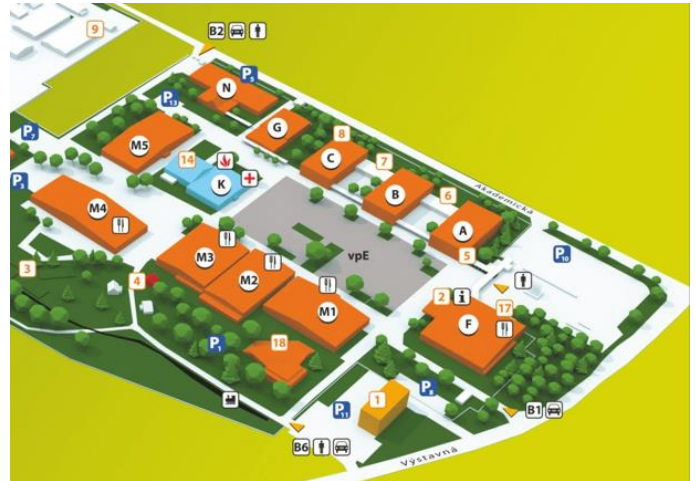 9
B2
N
P5
P13
G
8
C
7
P7
M5
14
K
B
6
Akademická
A
P3
M4
M3
vpE
5
P10
3
4
M2
2
17
M1
F
P1
18
P8
1
P11
B1
B6
Výstavná